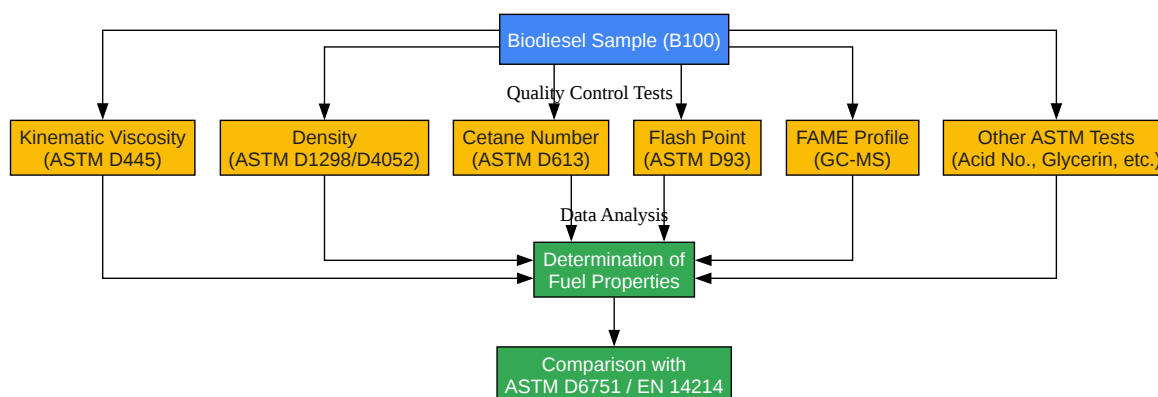 Biodiesel Sample (B100)
Quality Control Tests
Kinematic Viscosity
(ASTM D445)
Density
(ASTM D1298/D4052)
Cetane Number
(ASTM D613)
Flash Point
(ASTM D93)
FAME Profile
(GC-MS)
Other ASTM Tests
(Acid No., Glycerin, etc.)
Data Analysis
Determination of
Fuel Properties
Comparison with
ASTM D6751 / EN 14214